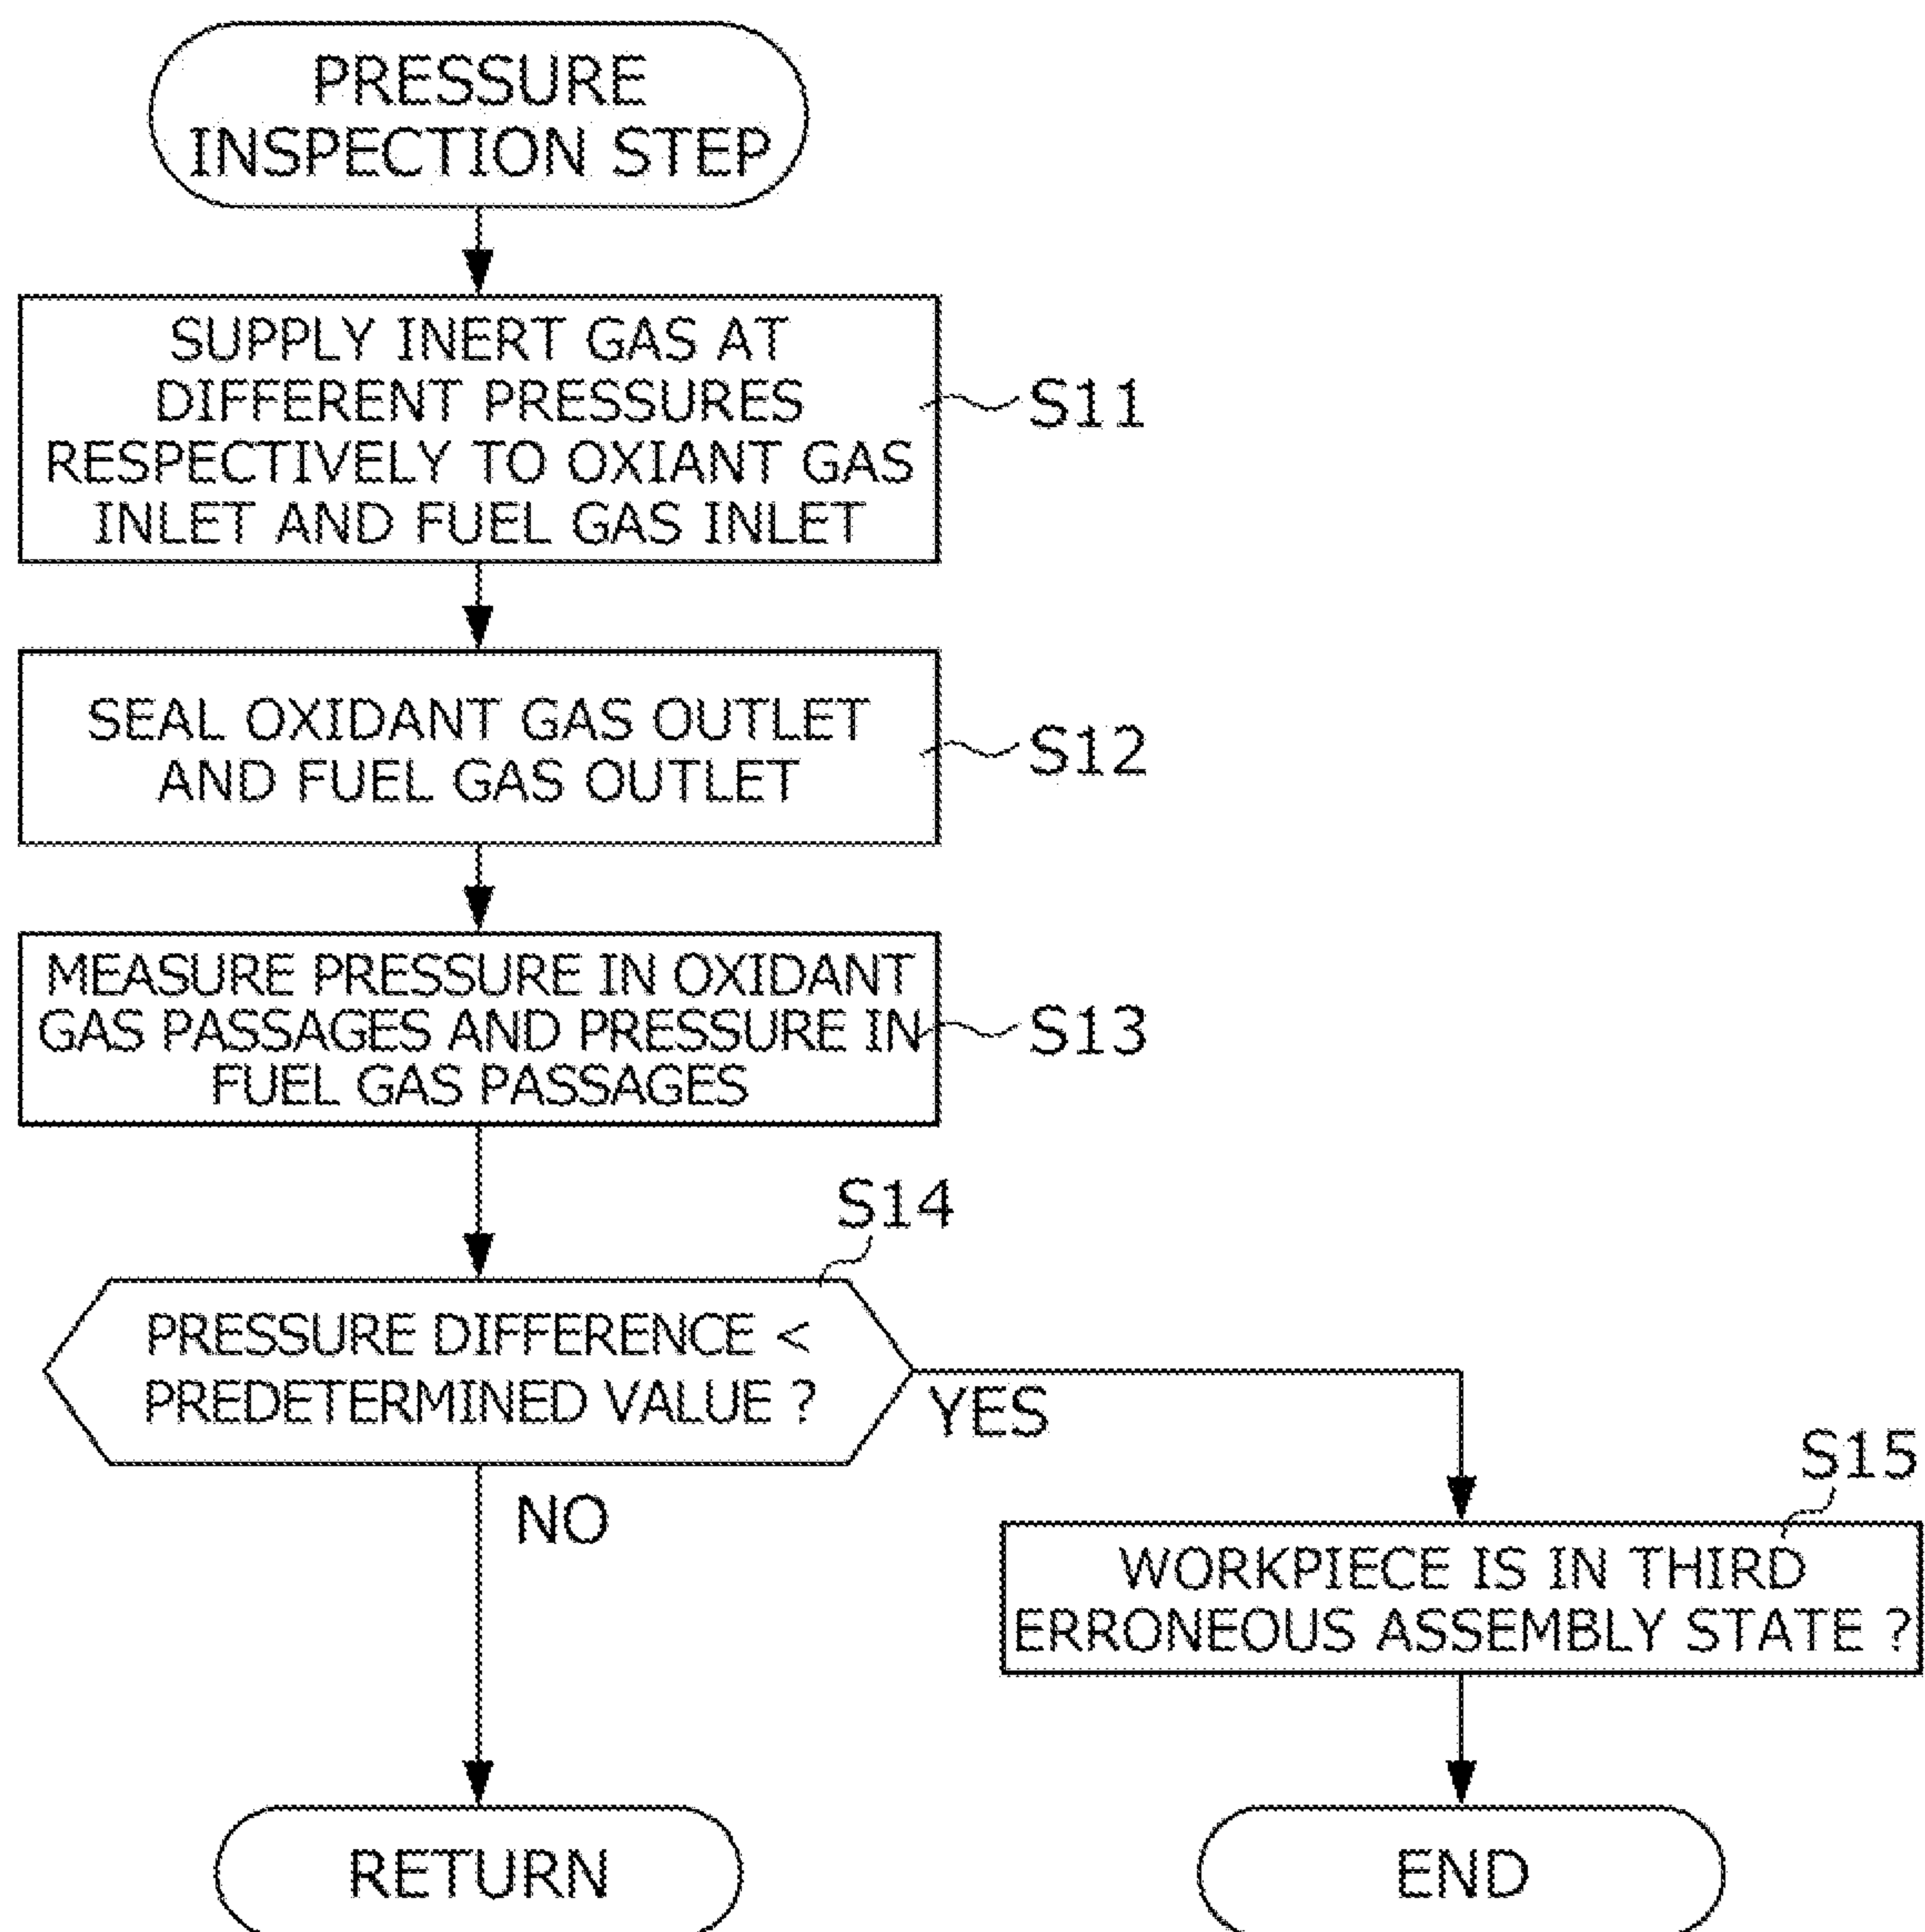 PRESSURE
INSPECTION STEP
SUPPLY INERT GAS AT
DIFFERENT PRESSURES
RESPECTIVELY TO OXIANT GAS
INLET AND FUEL GAS INLET
S11
SEAL OXIDANT GAS OUTLET
AND FUEL GAS OUTLET
S12
MEASURE PRESSURE IN OXIDANT
GAS PASSAGES AND PRESSURE IN
FUEL GAS PASSAGES
S13
S14
PRESSURE DIFFERENCE <
PREDETERMINED VALUE ?
YES
NO
S15
WORKPIECE IS IN THIRD
ERRONEOUS ASSEMBLY STATE ?
RETURN
END